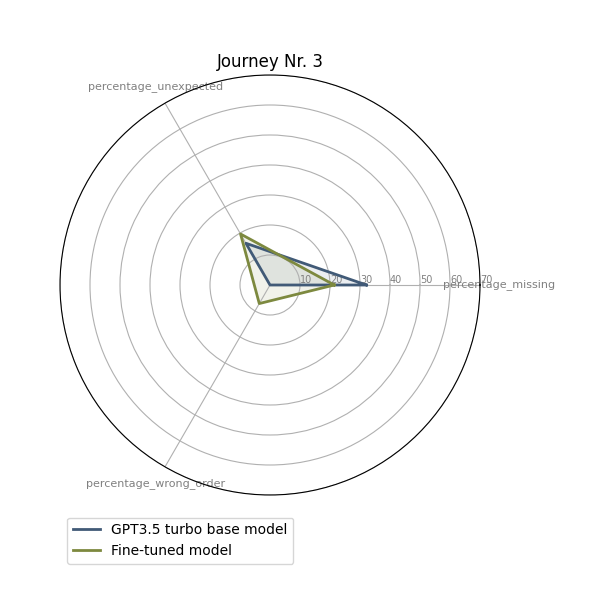 Journey Nr. 3
percentage_unexpected
10 20 30 40 50 60 70
percentage_missing
percentage_wrong_order
GPT3.5 turbo base model
Fine-tuned model